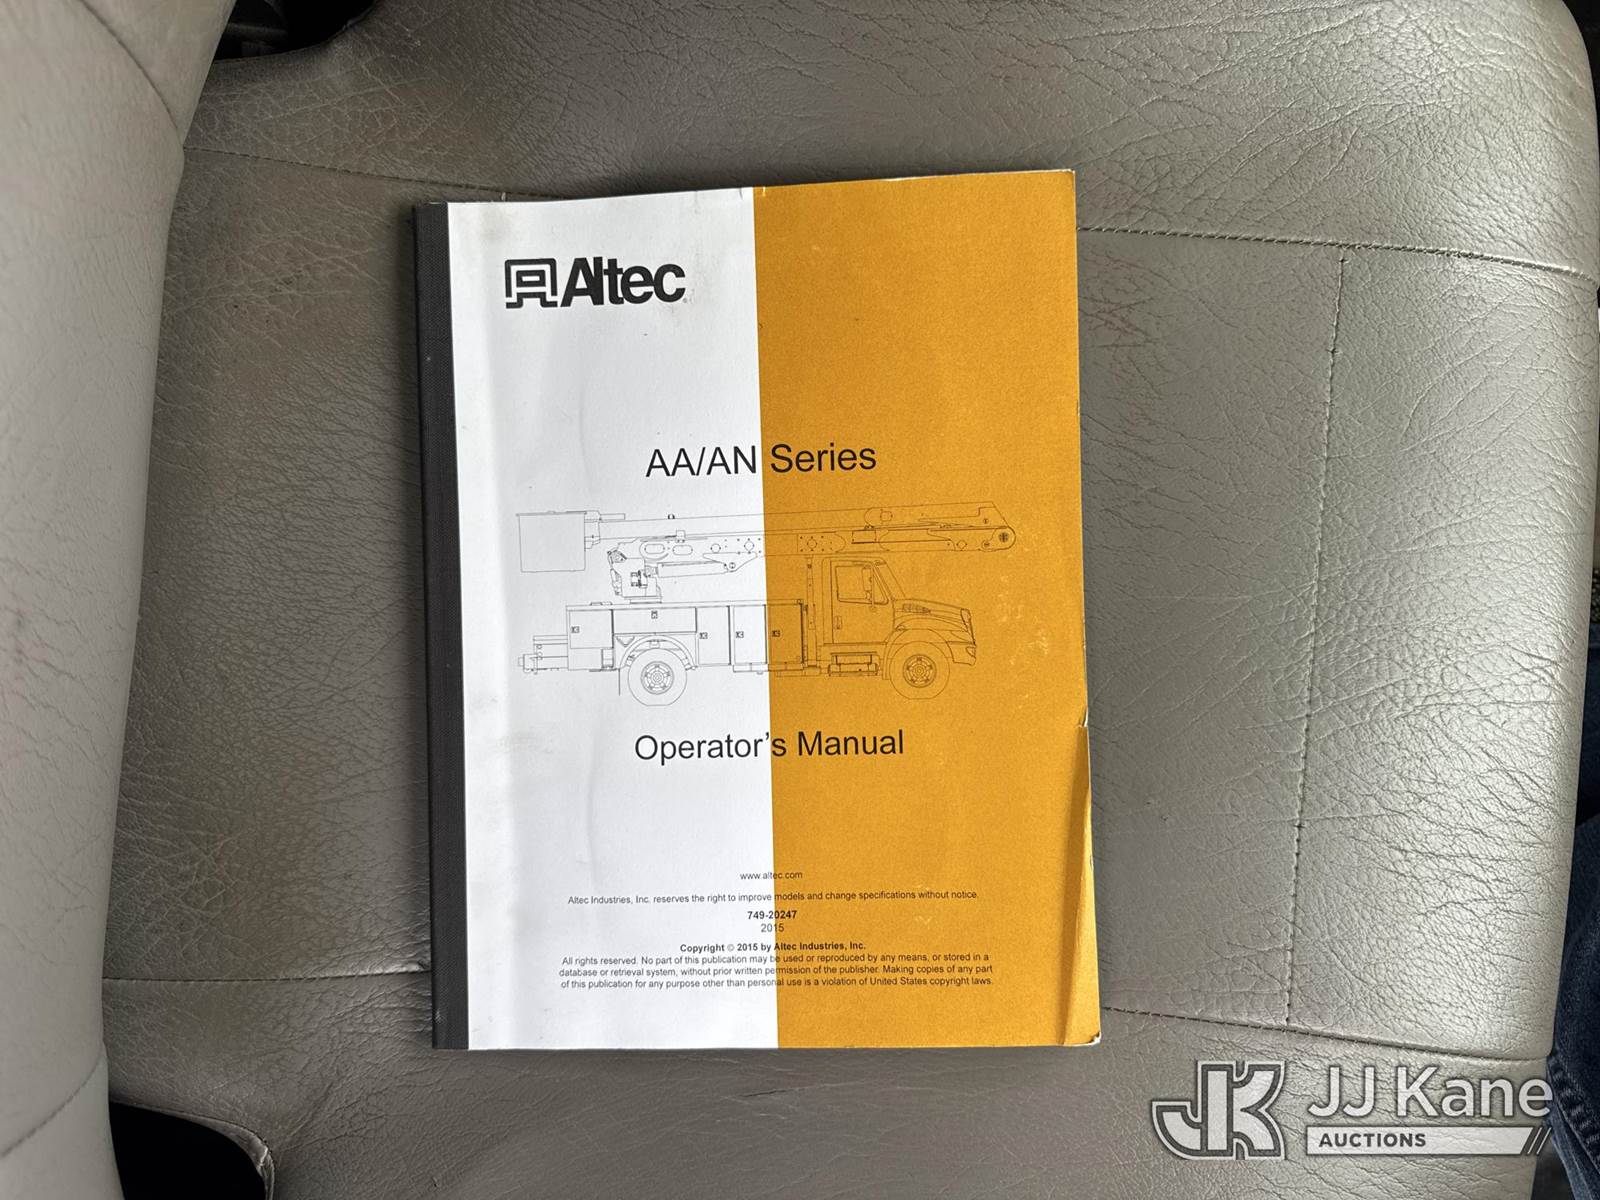 Altec
AA/AN Series
Operator's Manual
www.altec.com
Altec Industries, Inc. reserves the right to improve models and change specifications without notice.
749-20247
2015
Copyright © 2015 by Altec Industries, Inc.
All rights reserved. No part of this publication may be used or reproduced by any means, or stored in a
database or retrieval system, without prior written permission of the publisher. Making copies of any part
of this publication for any purpose other than personal use is a violation of United States copyright laws.
JK JJ Kane
AUCTIONS